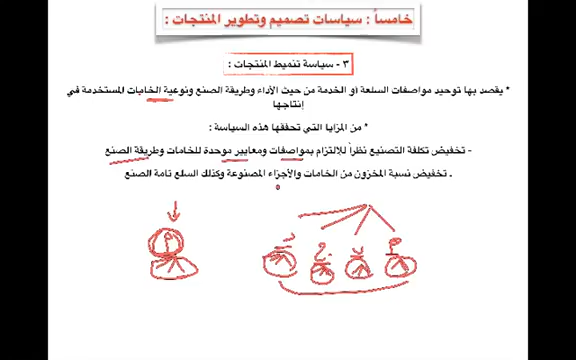 خامساً : سياسات تصميم وتطوير المنتجات :
٣ - سياسة تنميط المنتجات :
* يقصد بها توحيد مواصفات السلعة أو الخدمة من حيث الأداء وطريقة الصنع ونوعية الخامات المستخدمة في
إنتاجها
* من المزايا التي تحققها هذه السياسة :
- تخفيض تكلفة التصنيع نظراً للإلتزام بمواصفات ومعايير موحدة للخامات وطريقة الصنع
. تخفيض نسبة المخزون من الخامات والأجزاء المصنوعة وكذلك السلع تامة الصنع